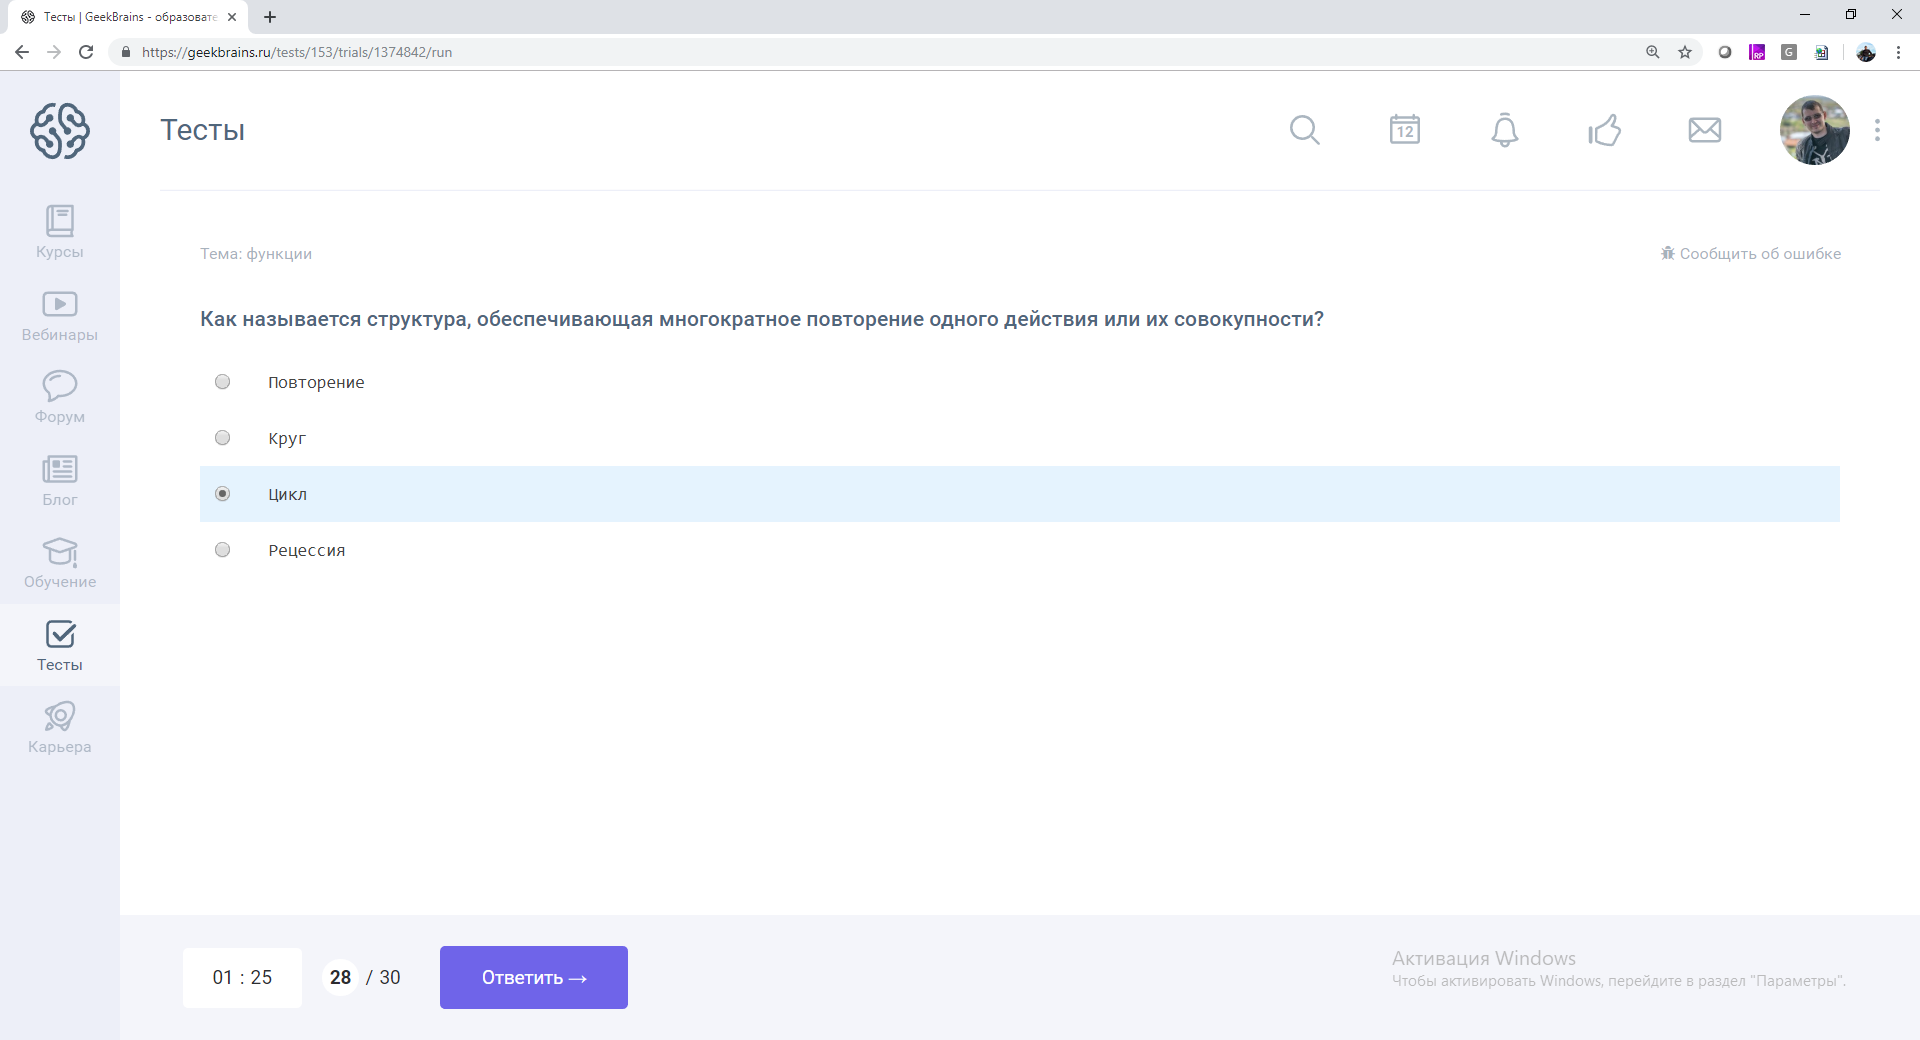 Тесты | GeekBrains - образовате
https://geekbrains.ru/tests/153/trials/1374842/run
RP
G
Тесты
12
Курсы
Вебинары
Форум
Блог
Обучение
Тесты
Карьера
Тема: функции
Сообщить об ошибке
Как называется структура, обеспечивающая многократное повторение одного действия или их совокупности?
Повторение
Круг
Цикл
Рецессия
01 : 25
28 / 30
Ответить →
Активация Windows
Чтобы активировать Windows, перейдите в раздел "Параметры".